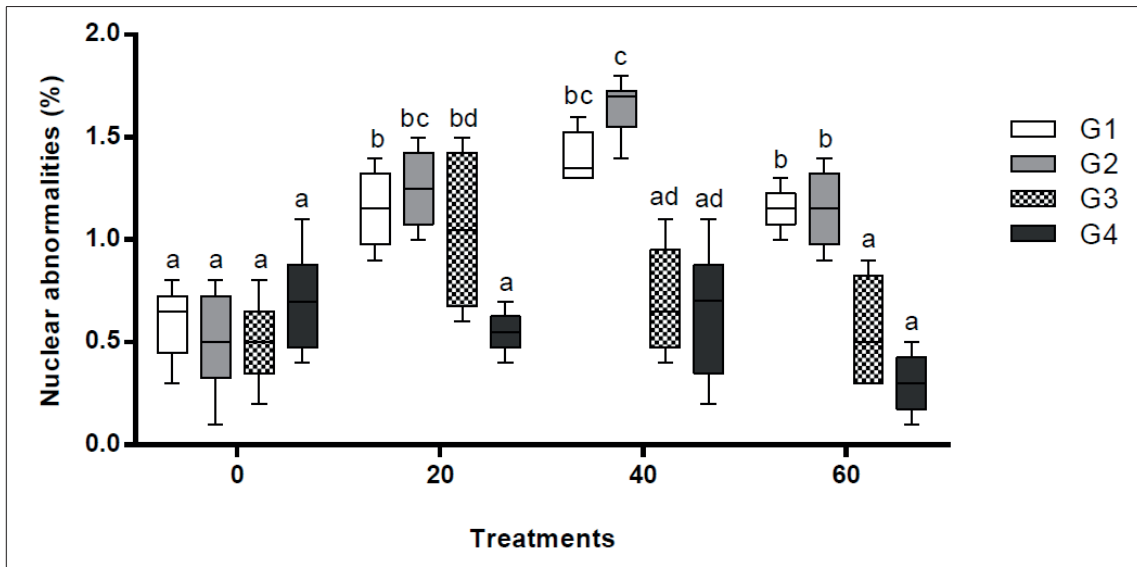 Nuclear abnormalities (%)
2.0
1.5
1.0
0.5
0.0
a a a a
b bc bd a
bc c ad ad
b b a a
0 20 40 60
Treatments
G1
G2
G3
G4